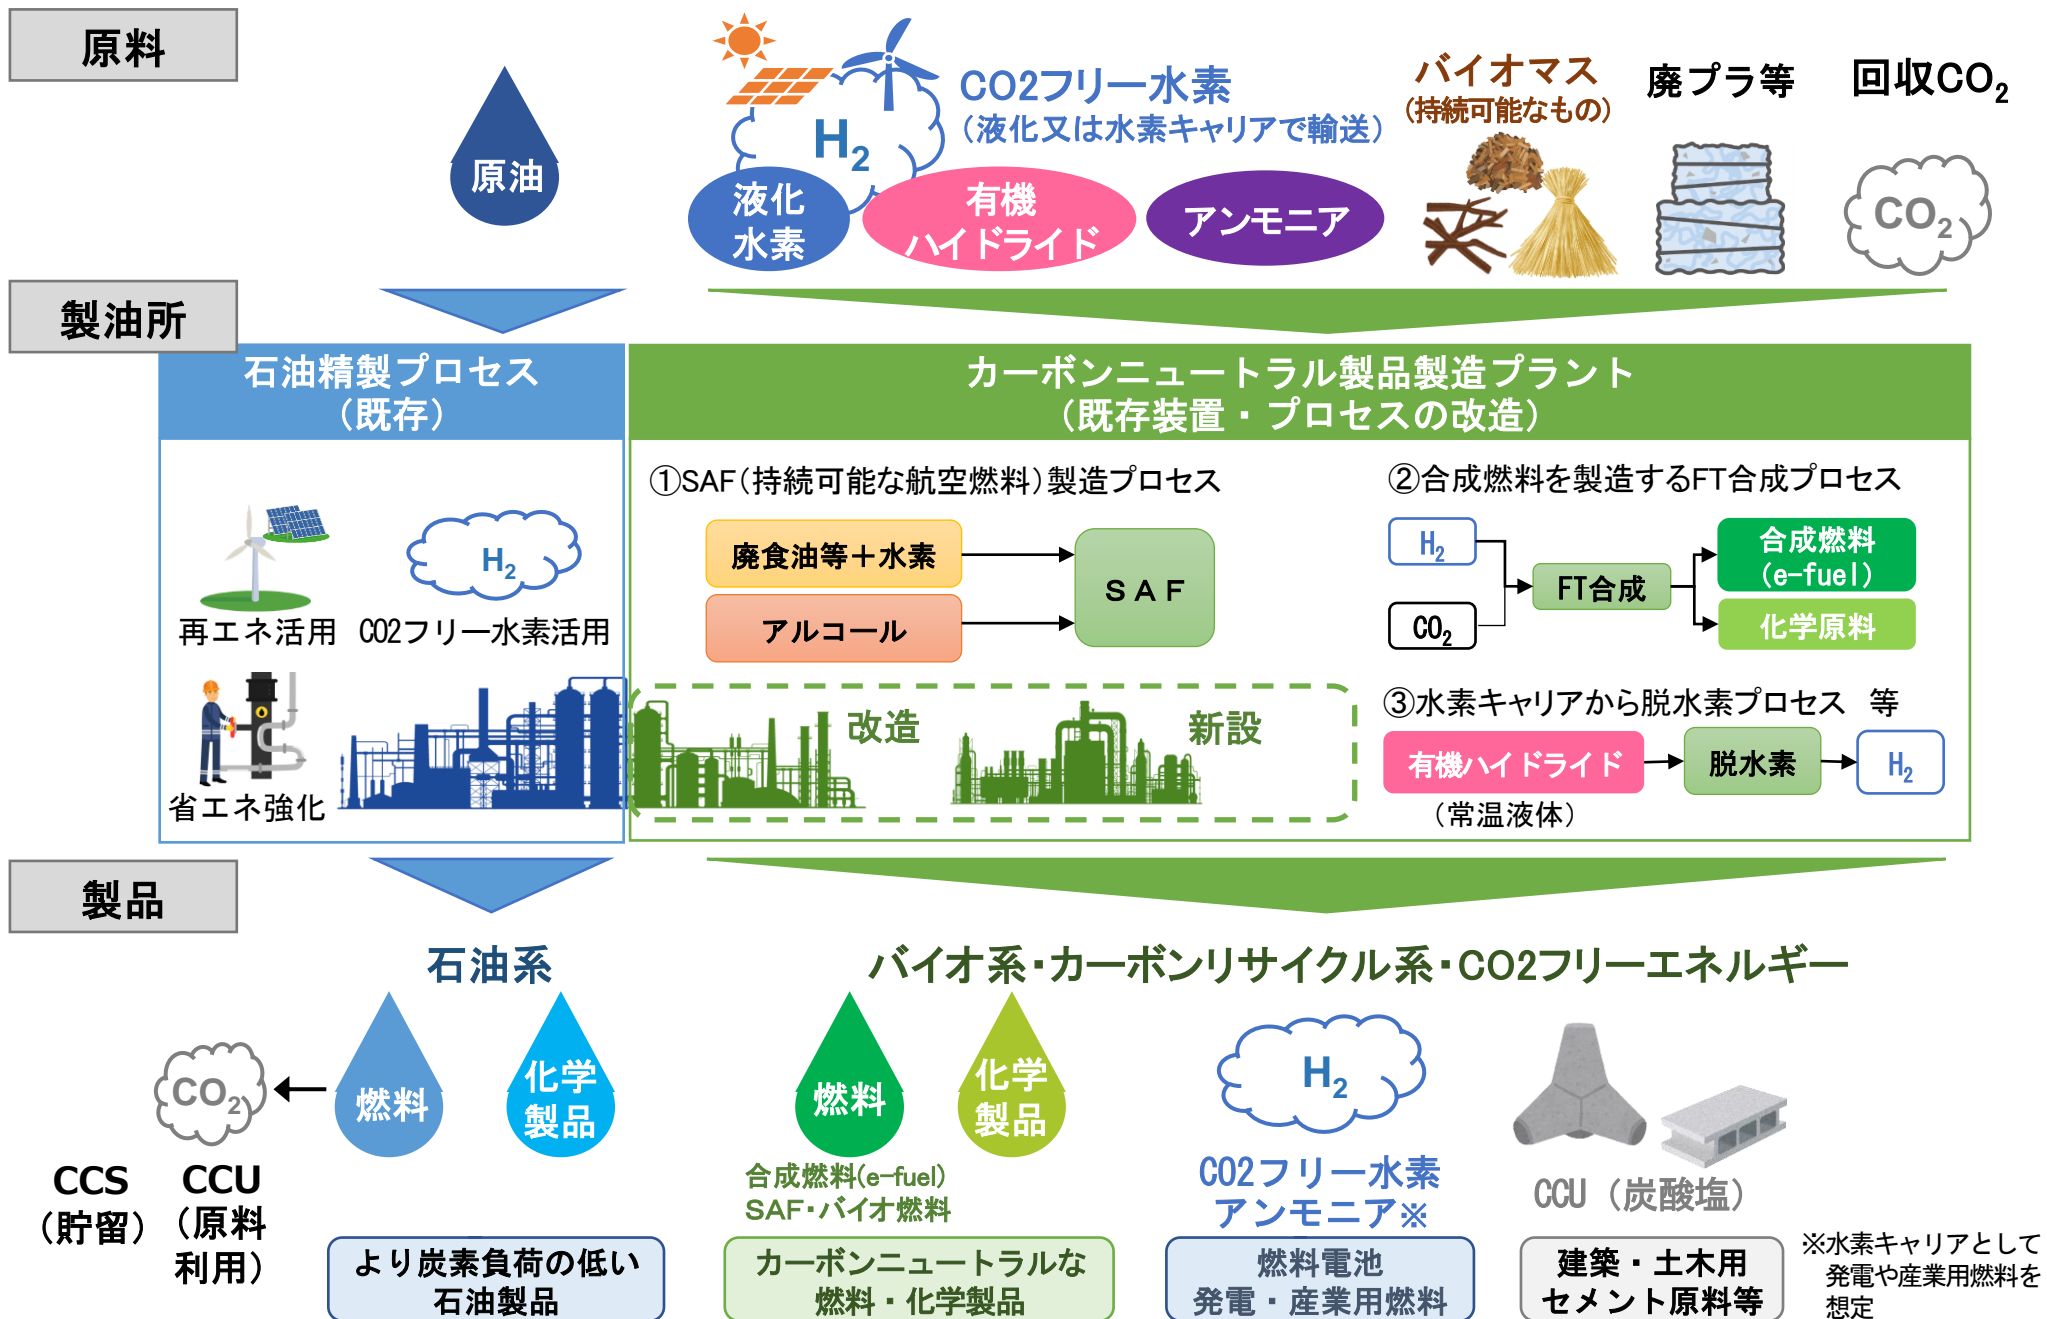 原料
原油
H2
CO2フリー水素
（液化又は水素キャリアで輸送）
液化
水素
有機
ハイドライド
アンモニア
バイオマス
（持続可能なもの）
廃プラ等
回収CO2
CO2
製油所
石油精製プロセス
（既存）
再エネ活用
H2
CO2フリー水素活用
省エネ強化
カーボンニュートラル製品製造プラント
（既存装置・プロセスの改造）
①SAF（持続可能な航空燃料）製造プロセス
廃食油等＋水素
アルコール
ＳＡＦ
改造
新設
②合成燃料を製造するFT合成プロセス
H2
CO2
FT合成
合成燃料
（e-fuel）
化学原料
③水素キャリアから脱水素プロセス　等
有機ハイドライド
（常温液体）
脱水素
H2
製品
石油系
CO2
燃料
化学
製品
CCS
（貯留）
CCU
（原料
利用）
より炭素負荷の低い
石油製品
バイオ系・カーボンリサイクル系・CO2フリーエネルギー
燃料
化学
製品
合成燃料(e-fuel)
SAF・バイオ燃料
カーボンニュートラルな
燃料・化学製品
H2
CO2フリー水素
アンモニア※
燃料電池
発電・産業用燃料
CCU（炭酸塩）
建築・土木用
セメント原料等
※水素キャリアとして
発電や産業用燃料を
想定